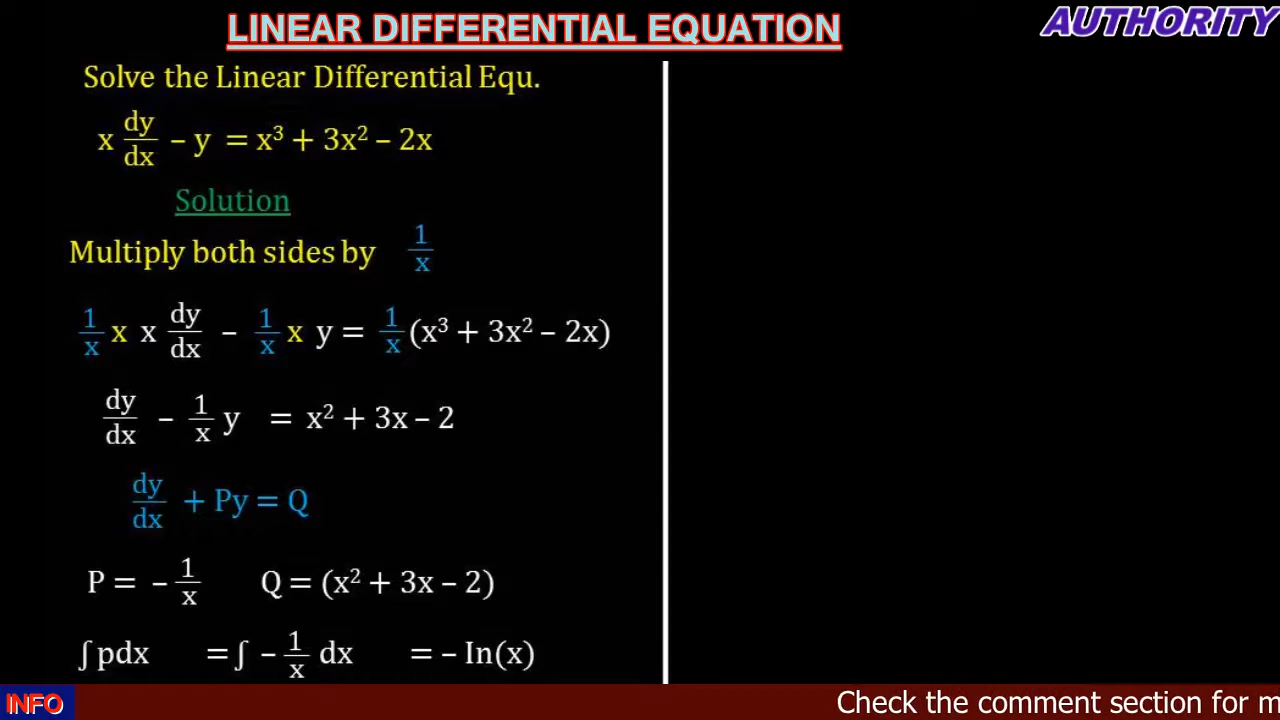 LINEAR DIFFERENTIAL EQUATION
AUTHORITY
Solve the Linear Differential Equ.
x dy/dx – y = x³ + 3x² – 2x
Solution
Multiply both sides by 1/x
1/x x x dy/dx – 1/x x y = 1/x (x³ + 3x² – 2x)
dy/dx – 1/x y = x² + 3x – 2
dy/dx + Py = Q
P = – 1/x Q = (x² + 3x – 2)
∫ pdx = ∫ – 1/x dx = – In(x)
INFO
Check the comment section for m